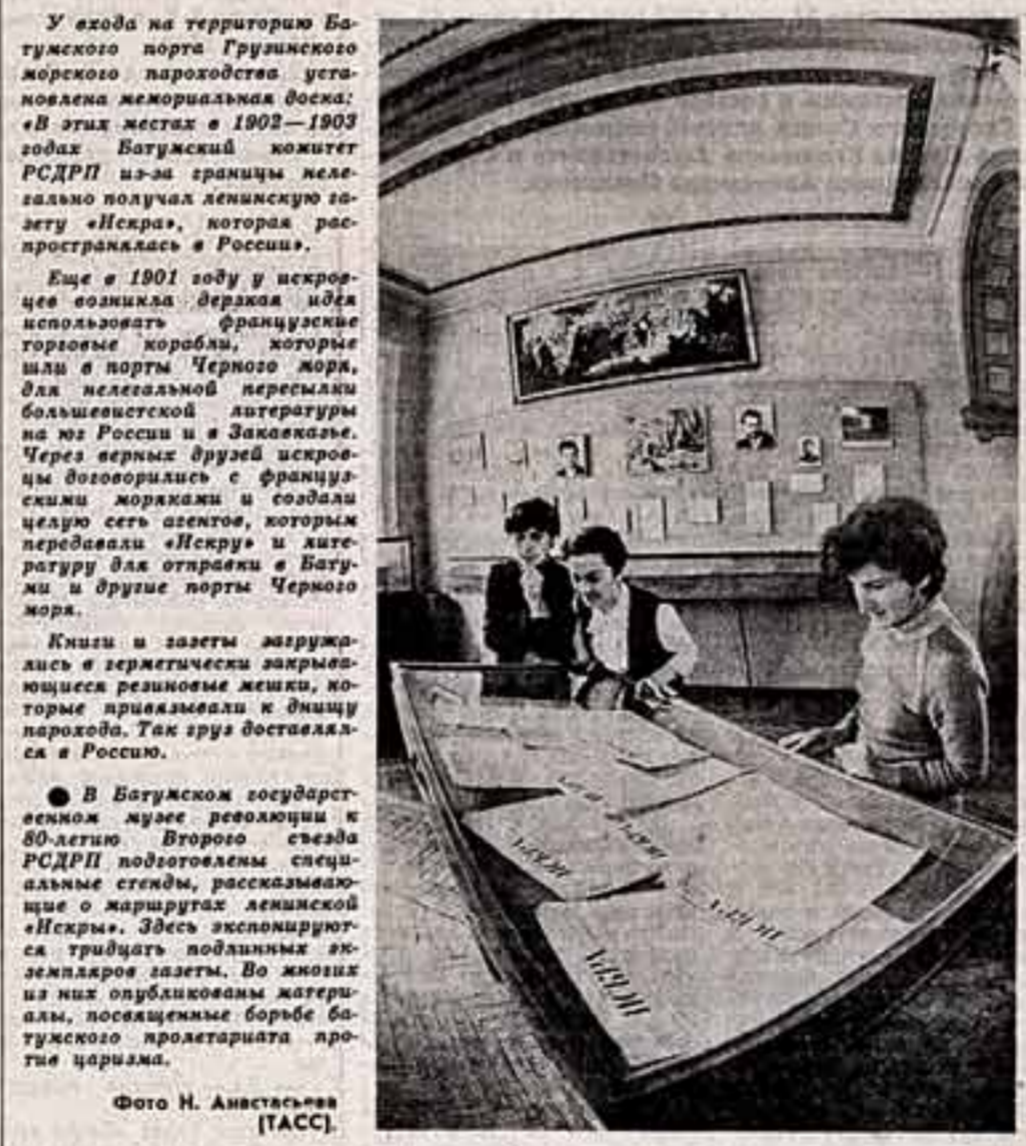 У входа на территорию Ба-
тумского порта Грузинского
морского пароходства уста-
новлена мемориальная доска:
«В этих местах в 1902—1903
годах Батумский комитет
РСДРП из-за границы неле-
гально получал ленинскую га-
зету «Искра», которая рас-
пространялась в России».
Еще в 1901 году у искров-
цев возникла дерзкая идея
использовать французские
торговые корабли, которые
шли в порты Черного моря,
для нелегальной пересылки
большевистской литературы
на юг России и в Закавказье.
Через верных друзей искров-
цы договорились с француз-
скими моряками и создали
целую сеть агентов, которым
передавали «Искру» и лите-
ратуру для отправки в Бату-
ми и другие порты Черного
моря.
Книги и газеты загружа-
лись в герметически закрыва-
ющиеся резиновые мешки, ко-
торые привязывали к днищу
парохода. Так груз доставлял-
ся в Россию.
● В Батумском государст-
венном музее революции к
80-летию Второго съезда
РСДРП подготовлены специ-
альные стенды, рассказываю-
щие о маршрутах ленинской
«Искры». Здесь экспонируют-
ся тридцать подлинных эк-
земпляров газеты. Во многих
из них опубликованы матери-
алы, посвященные борьбе ба-
тумского пролетариата про-
тив царизма.
Фото Н. Анастасьева
[ТАСС].
ИСКРА
ИСКРА
ИСКРА
ИСКРА